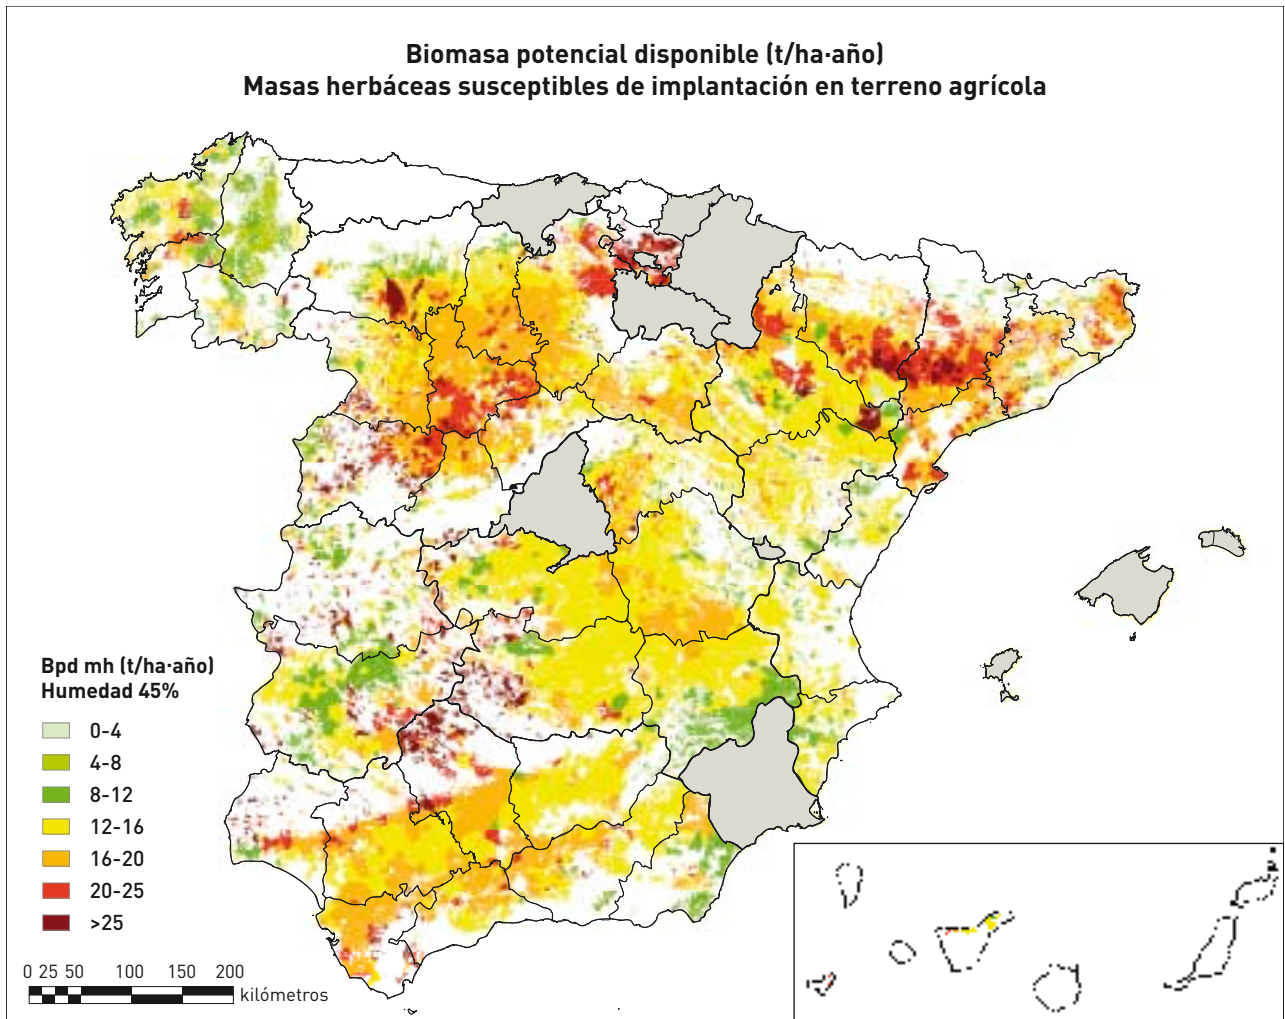 Biomasa potencial disponible (t/ha·año)
Masas herbáceas susceptibles de implantación en terreno agrícola
Bpd mh (t/ha·año)
Humedad 45%
0-4
4-8
8-12
12-16
16-20
20-25
>25
0 25 50 100 150 200
kilómetros